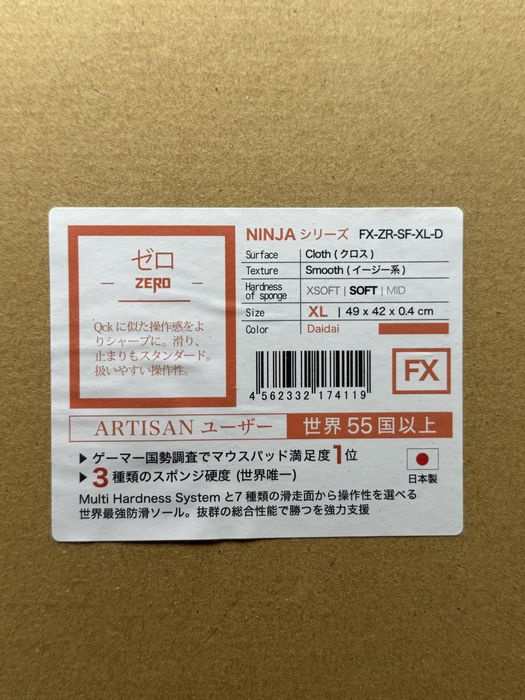 ゼロ
ZERO
Qckに似た操作感をよ
りシャープに。滑り、
止まりもスタンダード。
扱いやすい操作性。
NINJA シリーズ FX-ZR-SF-XL-D
Surface Cloth (クロス)
Texture Smooth (イージー系)
Hardness of sponge XSOFT | SOFT | MID
Size XL | 49 x 42 x 0.4 cm
Color Daidai
4 562332 174119
FX
ARTISAN ユーザー 世界 55 国以上
▶ ゲーマー国勢調査でマウスパッド満足度1位
▶ 3種類のスポンジ硬度 (世界唯一)
日本製
Multi Hardness System と7種類の滑走面から操作性を選べる
世界最強防滑ソール。抜群の総合性能で勝つを強力支援